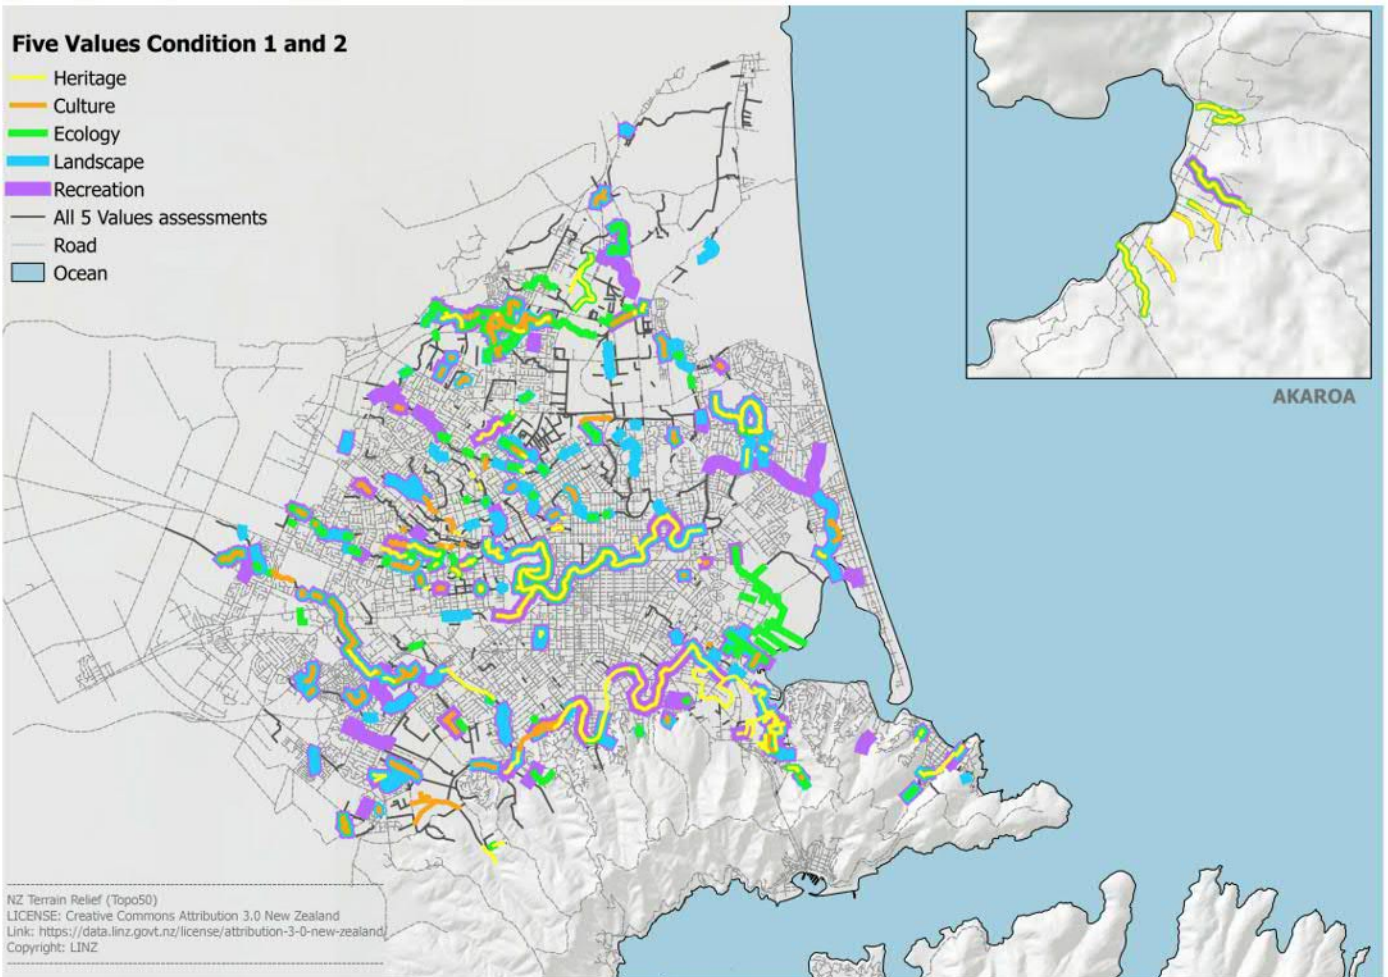 Five Values Condition 1 and 2
Heritage
Culture
Ecology
Landscape
Recreation
All 5 Values assessments
Road
Ocean
AKAROA
NZ Terrain Relief (Topo50)
LICENSE: Creative Commons Attribution 3.0 New Zealand
Link: https://data.linz.govt.nz/license/attribution-3-0-new-zealand/
Copyright: LINZ